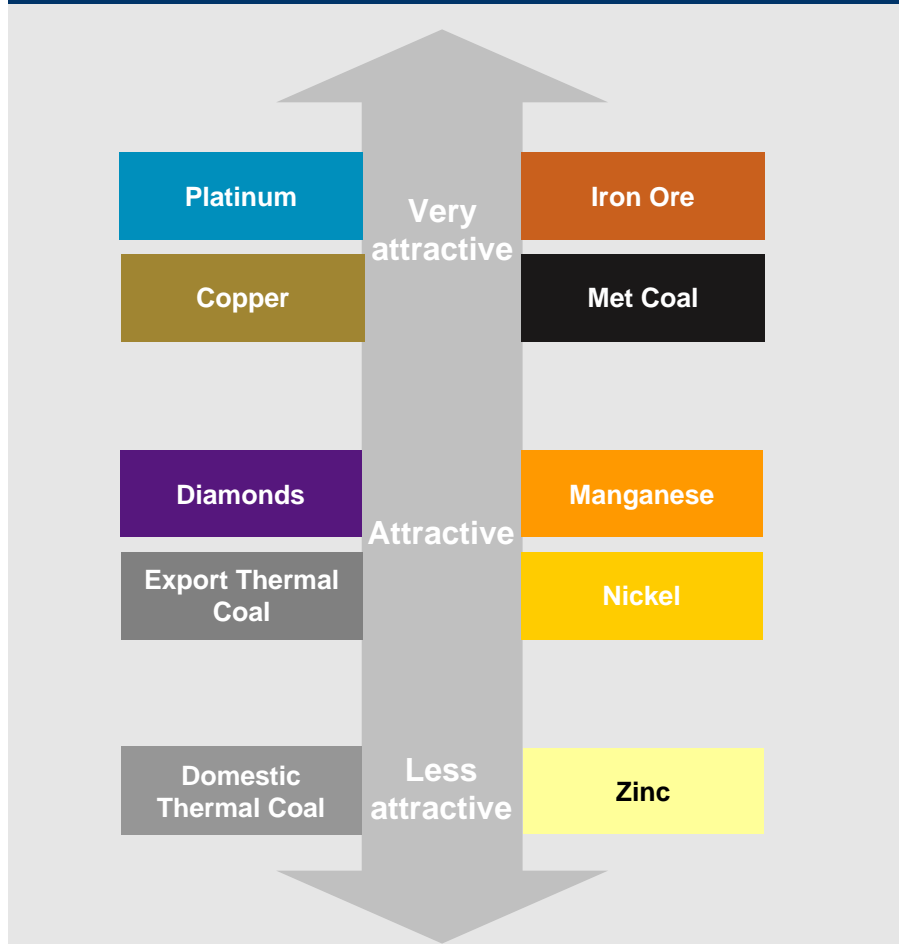 Platinum
Very
attractive
Iron Ore
Copper
Met Coal
Diamonds
Attractive
Manganese
Export Thermal
Coal
Nickel
Domestic
Thermal Coal
Less
attractive
Zinc